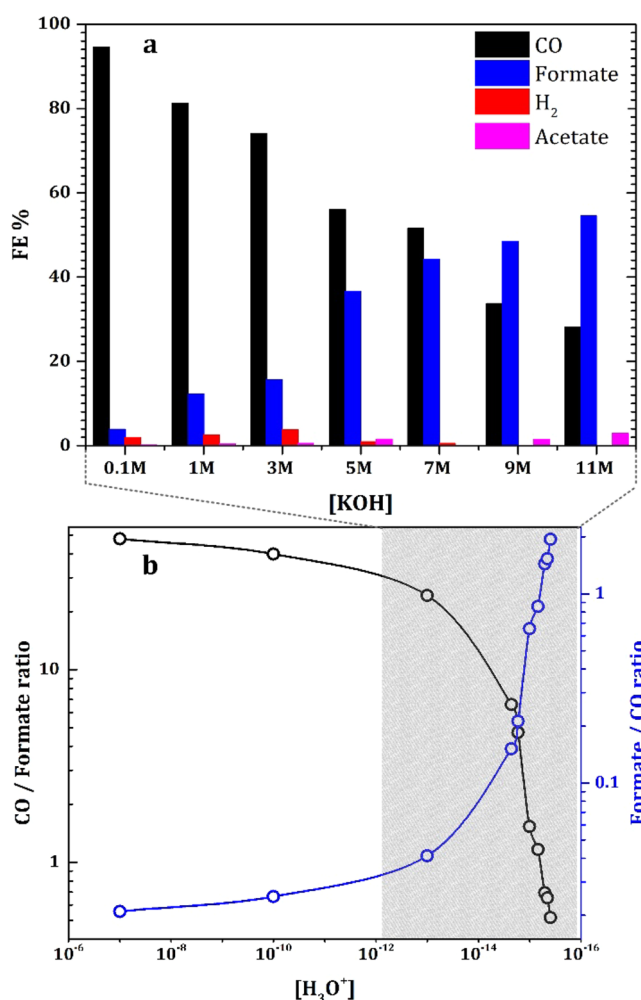 100
80
60
40
20
0
FE %
a
CO
Formate
H₂
Acetate
0.1M 1M 3M 5M 7M 9M 11M
[KOH]
b
10
1
CO / Formate ratio
1
0.1
Formate / CO ratio
10⁻⁶ 10⁻⁸ 10⁻¹⁰ 10⁻¹² 10⁻¹⁴ 10⁻¹⁶
[H₃O⁺]